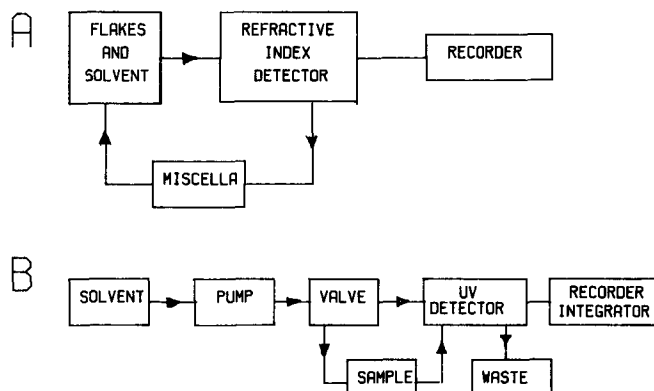 A
FLAKES
AND
SOLVENT
REFRACTIVE
INDEX
DETECTOR
RECORDER
MISCELLA
B
SOLVENT
PUMP
VALVE
UV
DETECTOR
RECORDER
INTEGRATOR
SAMPLE
WASTE